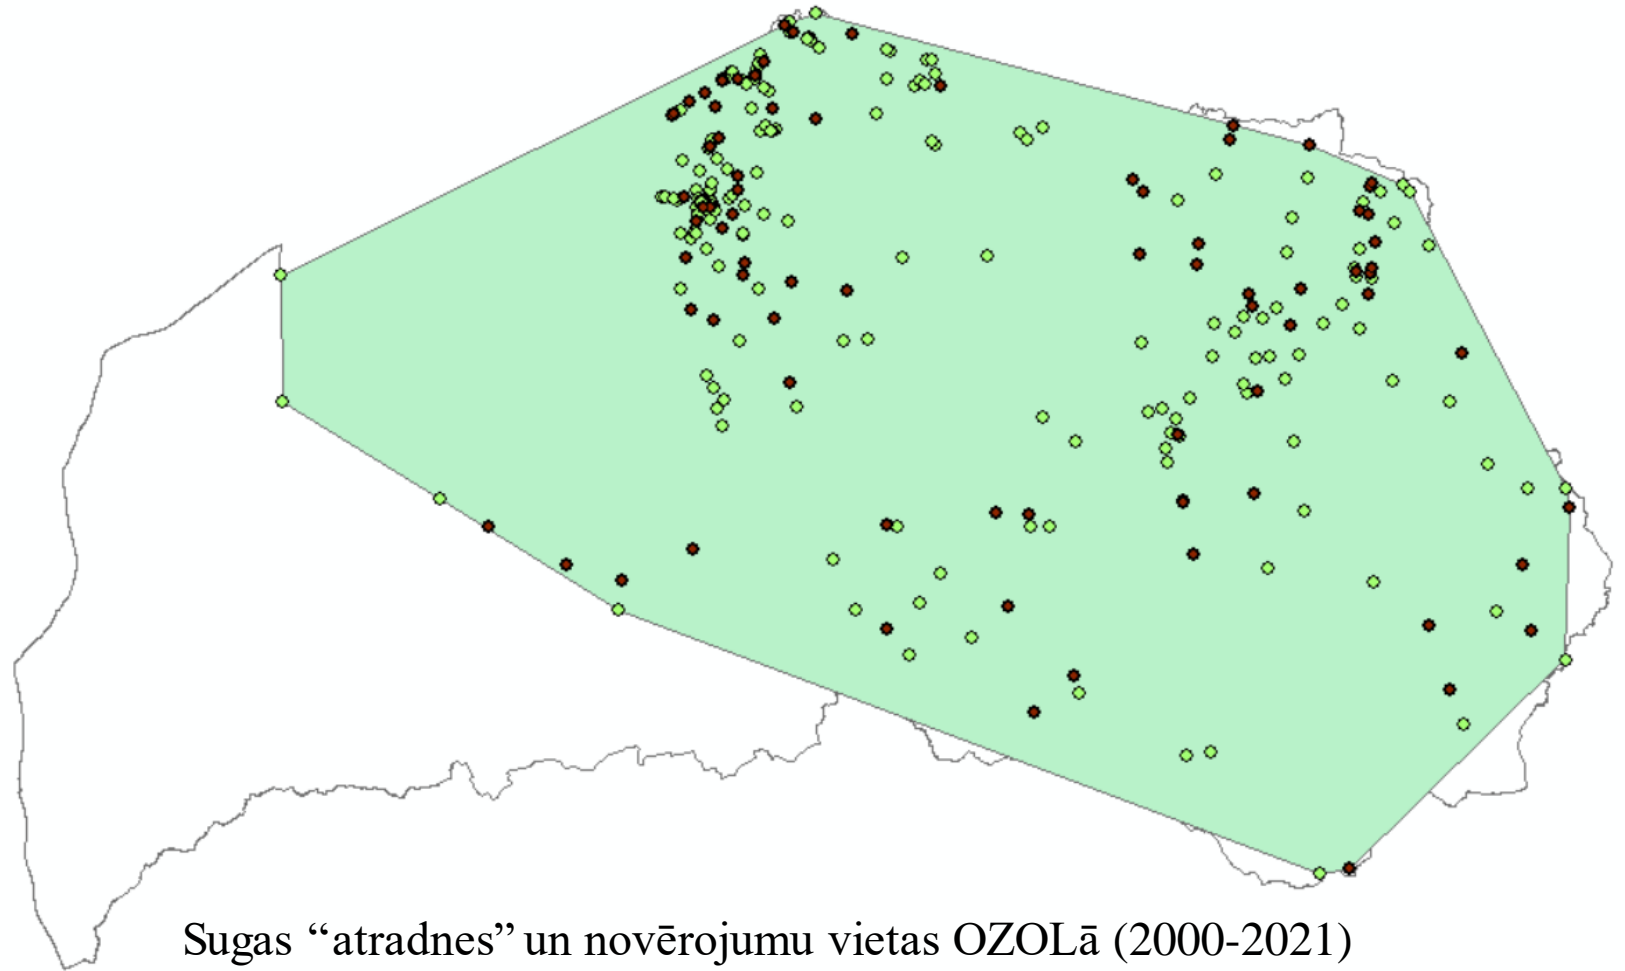 Sugas “atradnes” un novērojumu vietas OZOLā (2000-2021)